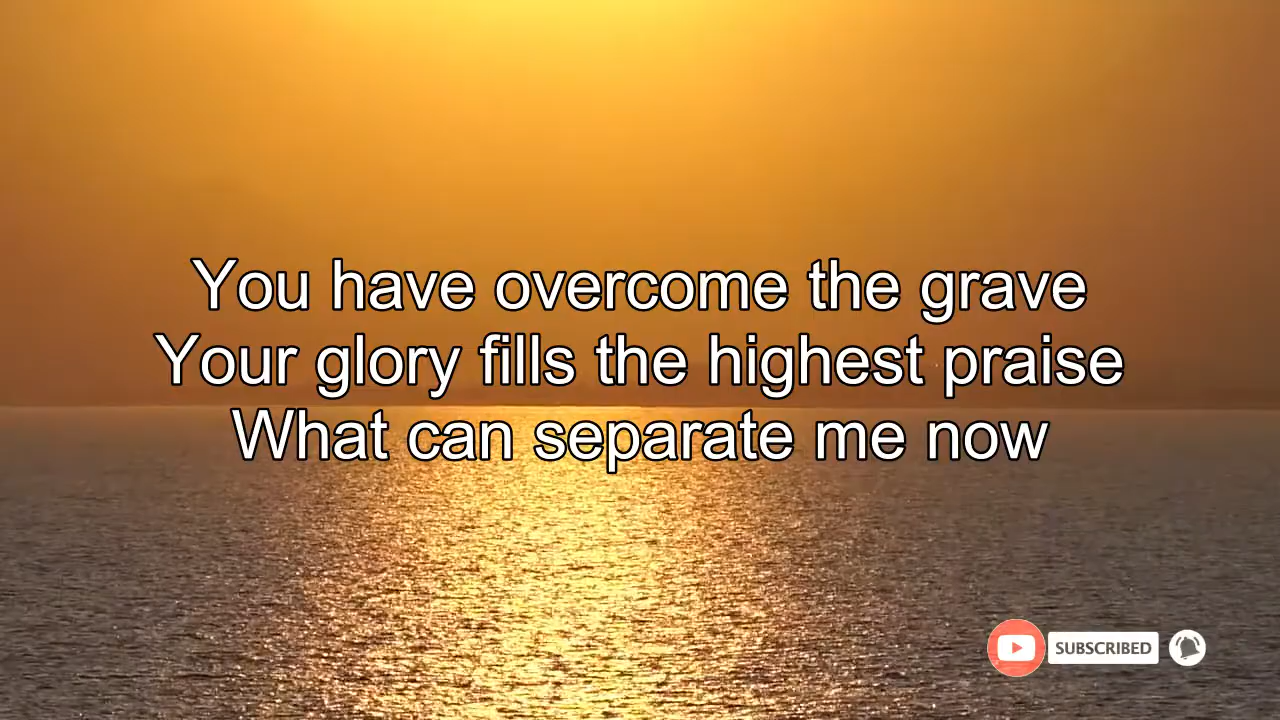 You have overcome the grave
Your glory fills the highest praise
What can separate me now
SUBSCRIBED